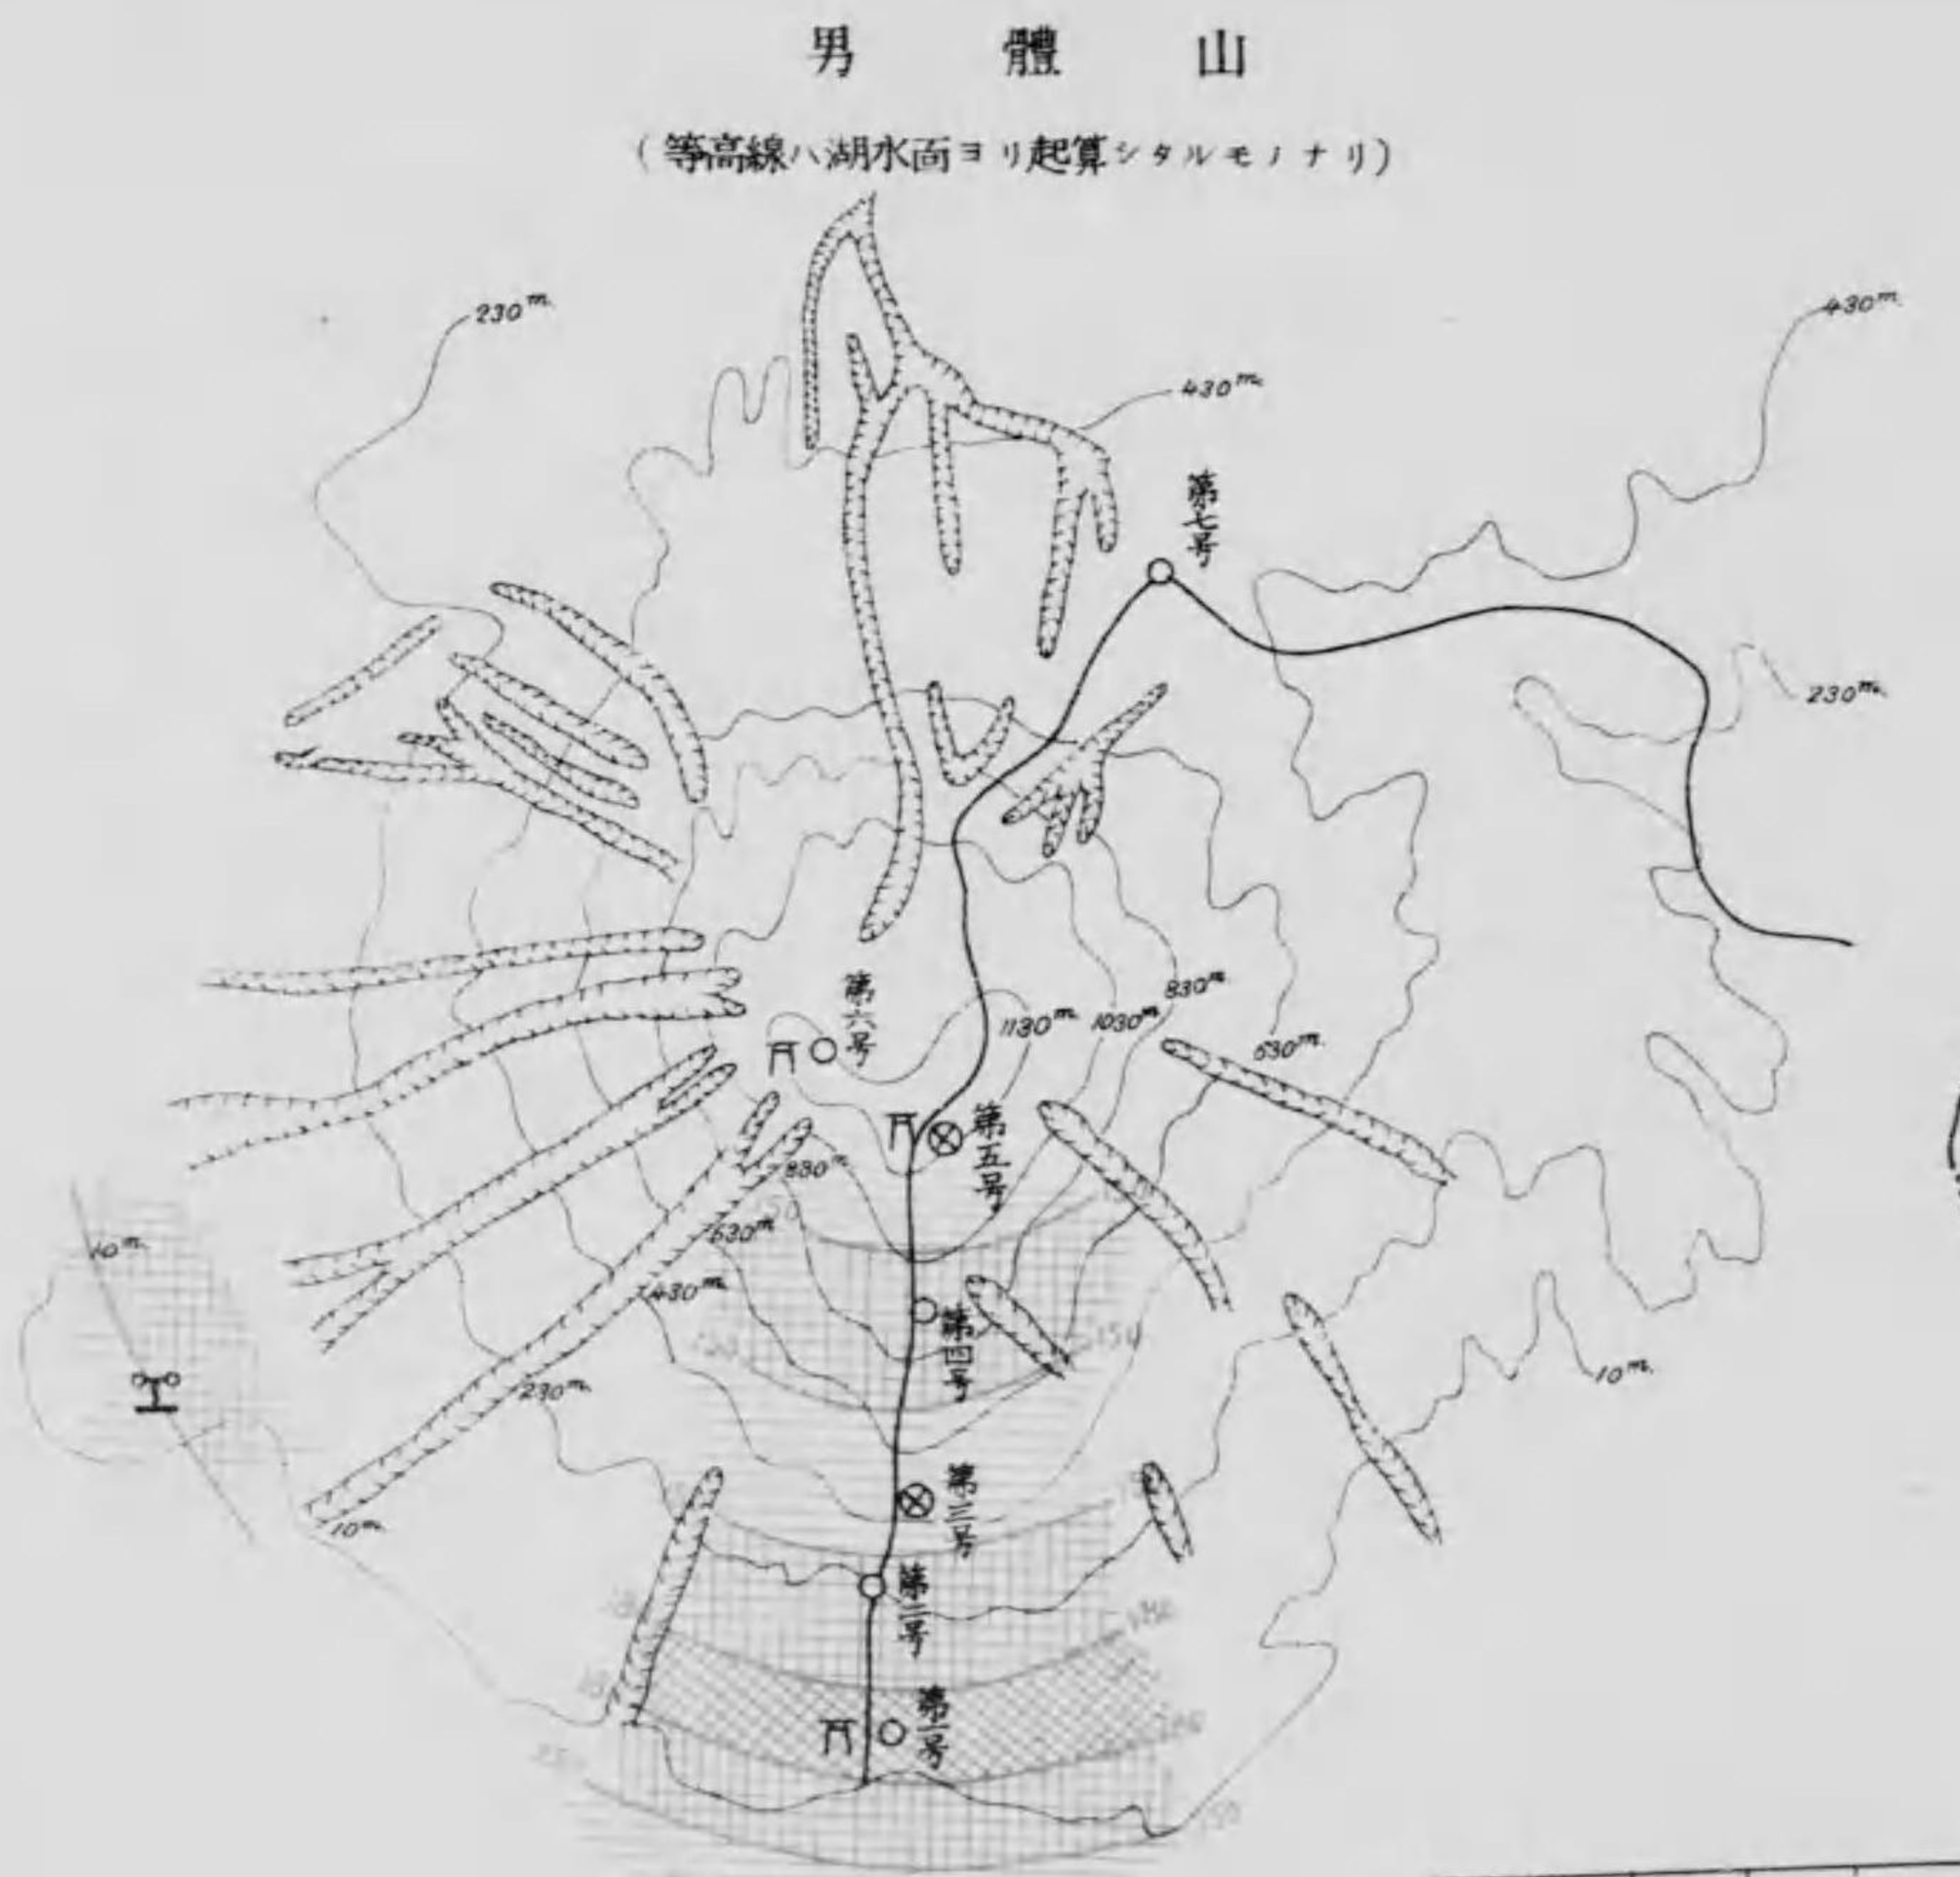 男體山
(等高線ハ湖水面ヨリ起算シタルモノナリ)
230m.
430m.
430m.
第七号
230m.
第六号
1130m.
1030m.
830m.
630m.
第五号
830m.
630m.
430m.
10m.
第四号
150
230m.
10m.
第三号
10m.
第二号
第一号
150